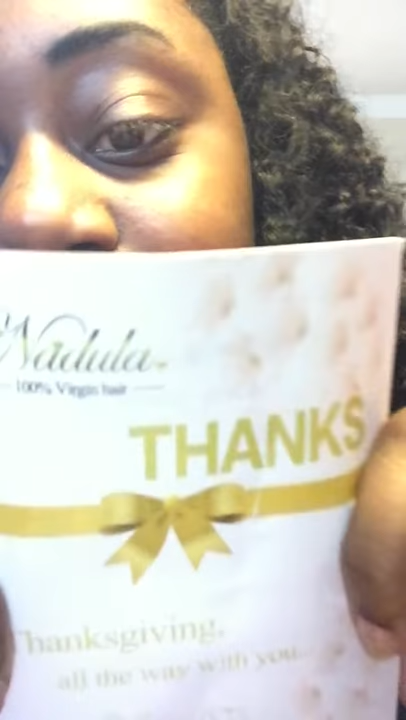 Nadula
100% Virgin hair
THANKS
Thanksgiving,
all the way with you...